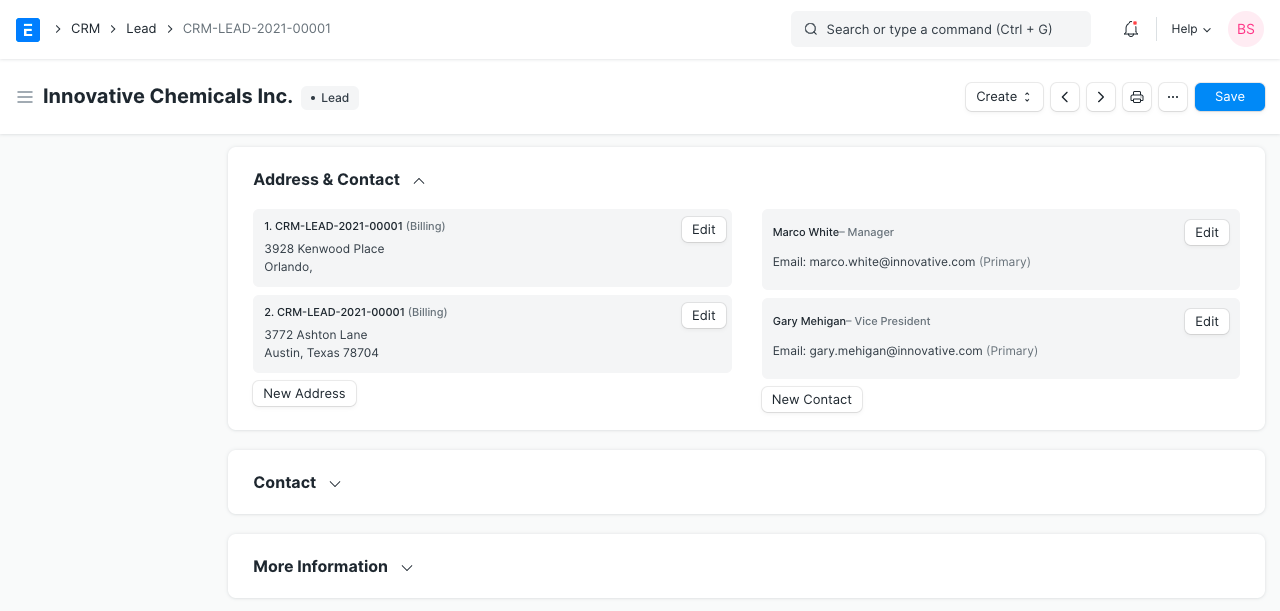 E CRM Lead CRM-LEAD-2021-00001 Search or type a command (Ctrl + G) Help BS
Innovative Chemicals Inc. • Lead Create ... Save
Address & Contact
1. CRM-LEAD-2021-00001 (Billing) Edit
3928 Kenwood Place
Orlando,
2. CRM-LEAD-2021-00001 (Billing) Edit
3772 Ashton Lane
Austin, Texas 78704
New Address
Marco White– Manager Edit
Email: marco.white@innovative.com (Primary)
Gary Mehigan– Vice President Edit
Email: gary.mehigan@innovative.com (Primary)
New Contact
Contact
More Information